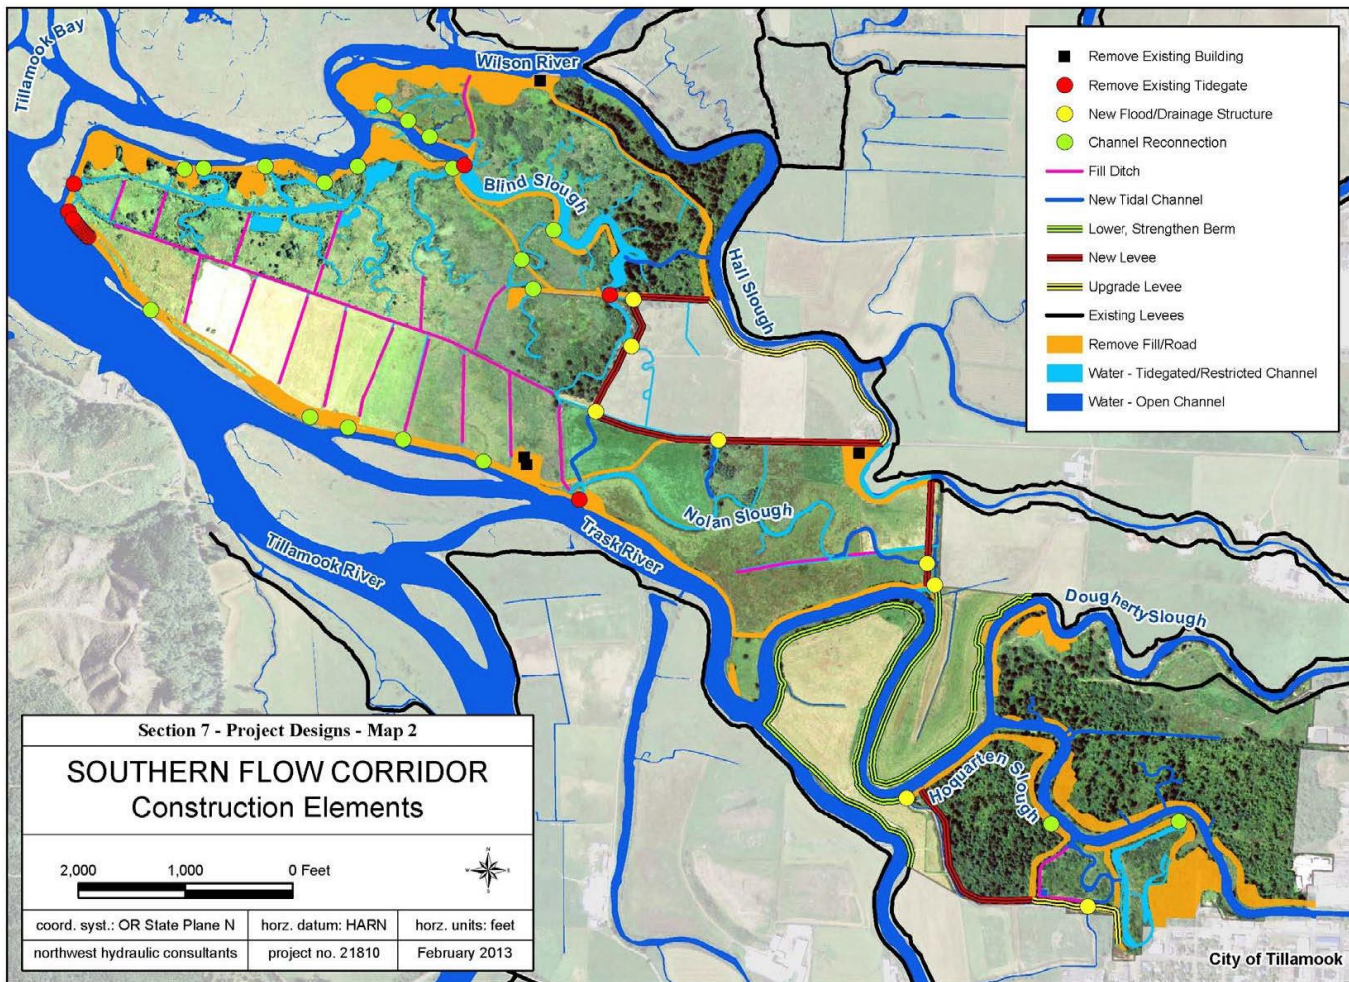 Tillamook Bay
Wilson River
Blind Slough
Hall Slough
Nolan Slough
Trask River
Tillamook River
DoughertySlough
Hoquarten Slough
City of Tillamook
Remove Existing Building
Remove Existing Tidegate
New Flood/Drainage Structure
Channel Reconnection
Fill Ditch
New Tidal Channel
Lower, Strengthen Berm
New Levee
Upgrade Levee
Existing Levees
Remove Fill/Road
Water - Tidegated/Restricted Channel
Water - Open Channel
Section 7 - Project Designs - Map 2
SOUTHERN FLOW CORRIDOR
Construction Elements
2,000 1,000 0 Feet
coord. syst.: OR State Plane N horz. datum: HARN horz. units: feet
northwest hydraulic consultants project no. 21810 February 2013